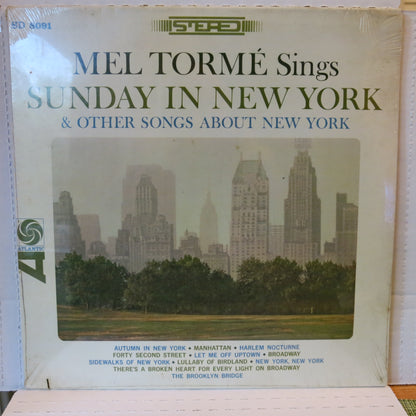 STEREO
SD 8091
MEL TORMÉ Sings
SUNDAY IN NEW YORK
& OTHER SONGS ABOUT NEW YORK
ATLANTIC
AUTUMN IN NEW YORK • MANHATTAN • HARLEM NOCTURNE
FORTY SECOND STREET • LET ME OFF UPTOWN • BROADWAY
SIDEWALKS OF NEW YORK • LULLABY OF BIRDLAND • NEW YORK, NEW YORK
THERE'S A BROKEN HEART FOR EVERY LIGHT ON BROADWAY
THE BROOKLYN BRIDGE